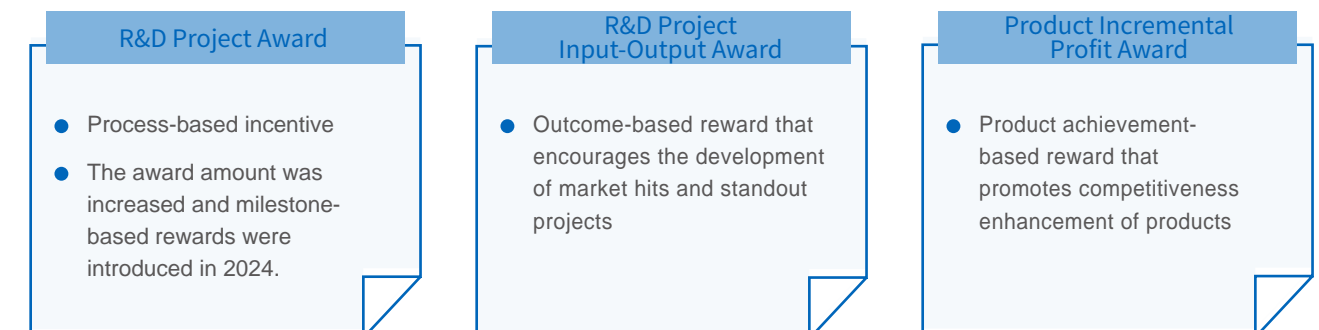 R&D Project Award
Process-based incentive
The award amount was
increased and milestone-
based rewards were
introduced in 2024.
R&D Project
Input-Output Award
Outcome-based reward that
encourages the development
of market hits and standout
projects
Product Incremental
Profit Award
Product achievement-
based reward that
promotes competitiveness
enhancement of products